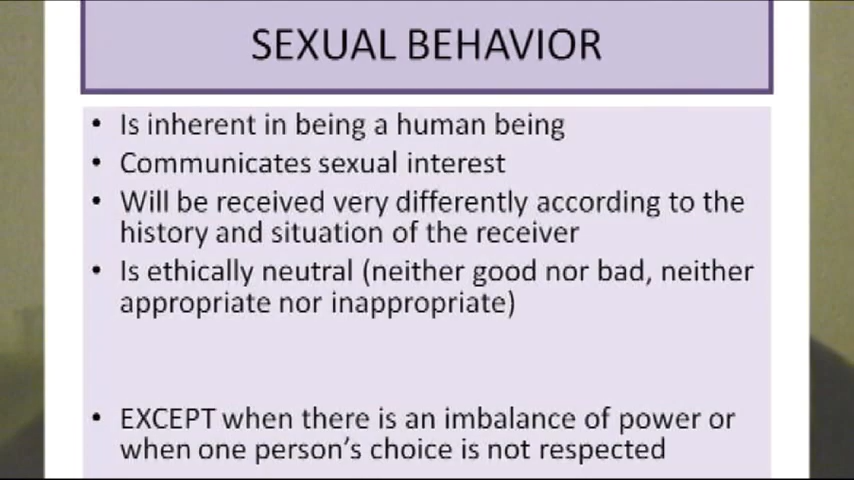 SEXUAL BEHAVIOR
• Is inherent in being a human being
• Communicates sexual interest
• Will be received very differently according to the
history and situation of the receiver
• Is ethically neutral (neither good nor bad, neither
appropriate nor inappropriate)
• EXCEPT when there is an imbalance of power or
when one person's choice is not respected